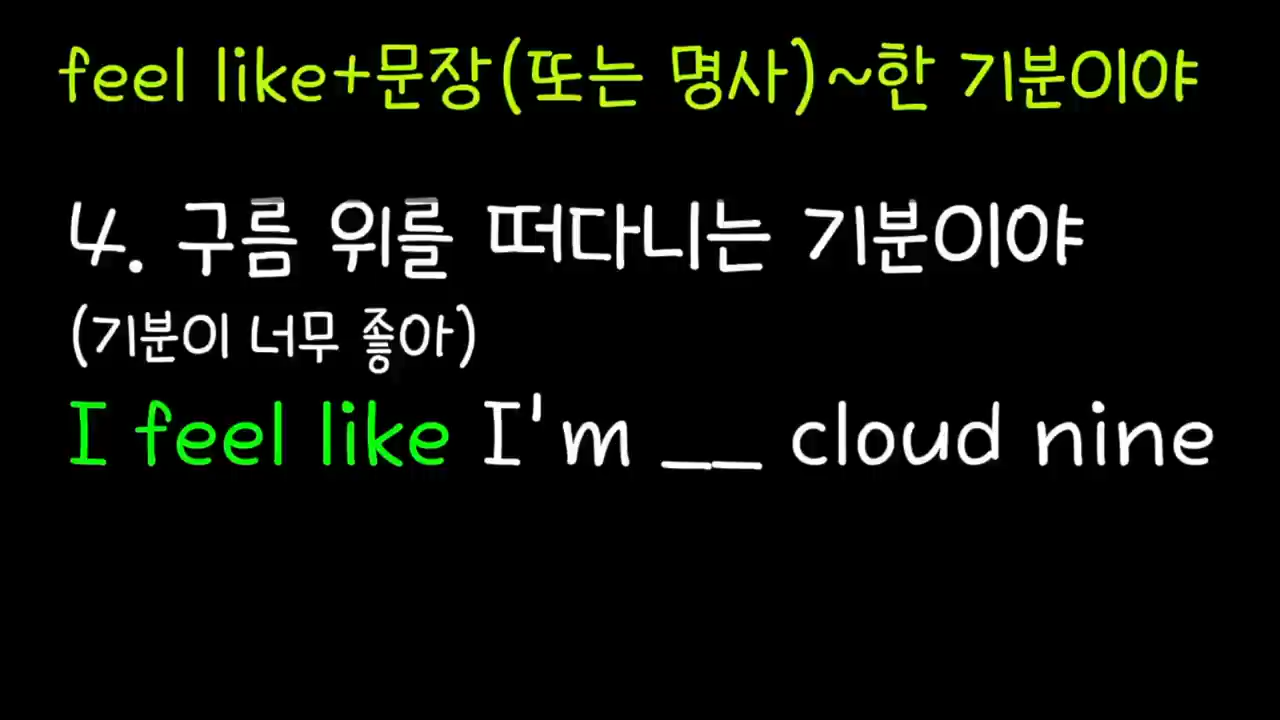 feel like+문장(또는 명사)~한 기분이야
4. 구름 위를 떠다니는 기분이야
(기분이 너무 좋아)
I feel like I'm __ cloud nine